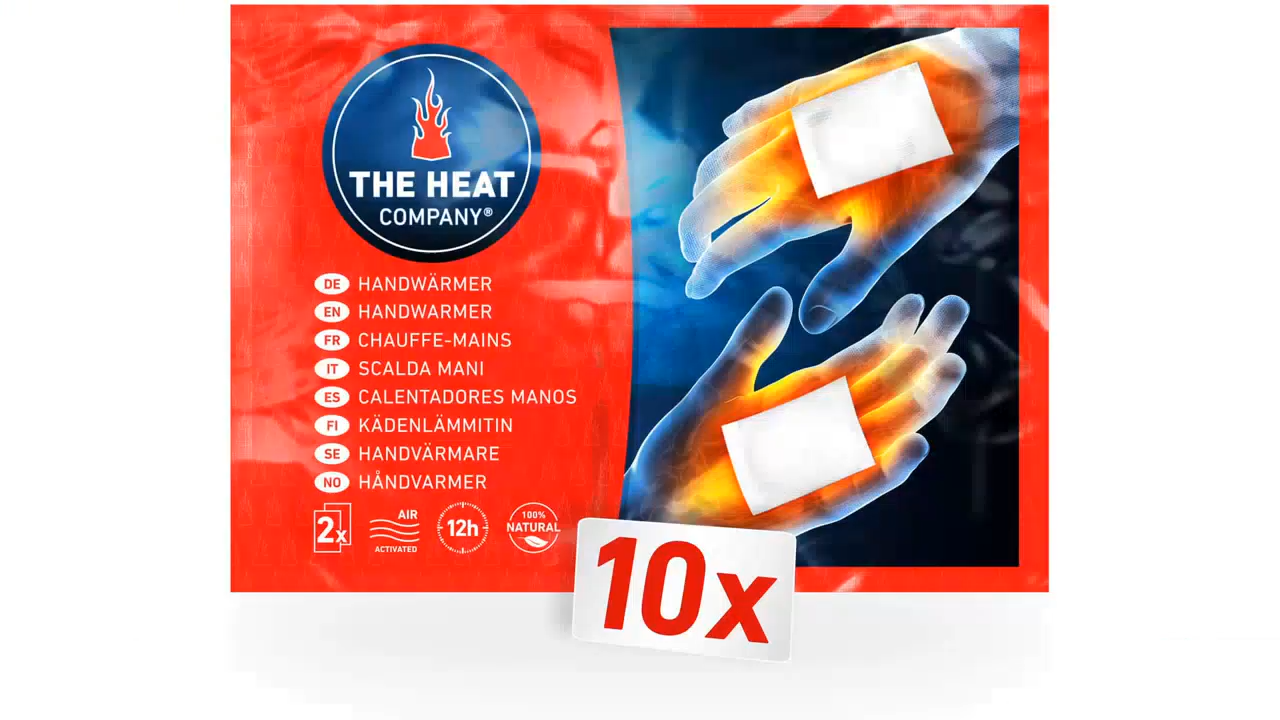 THE HEAT
COMPANY®
DE HANDWÄRMER
EN HANDWARMER
FR CHAUFFE-MAINS
IT SCALDA MANI
ES CALENTADORES MANOS
FI KÄDENLÄMMITIN
SE HANDVÄRMARE
NO HÅNDVARMER
2x
AIR
ACTIVATED
12h
100%
NATURAL
10x